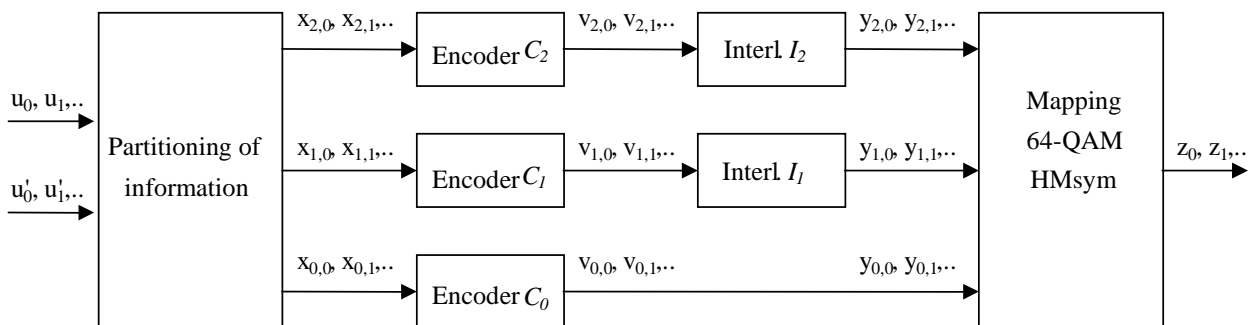 x2,0, x2,1,..
Encoder C2
v2,0, v2,1,..
Interl. I2
y2,0, y2,1,..
u0, u1,..
u'0, u'1,..
Partitioning of
information
x1,0, x1,1,..
Encoder C1
v1,0, v1,1,..
Interl. I1
y1,0, y1,1,..
x0,0, x0,1,..
Encoder C0
v0,0, v0,1,..
y0,0, y0,1,..
Mapping
64-QAM
HMsym
z0, z1,..